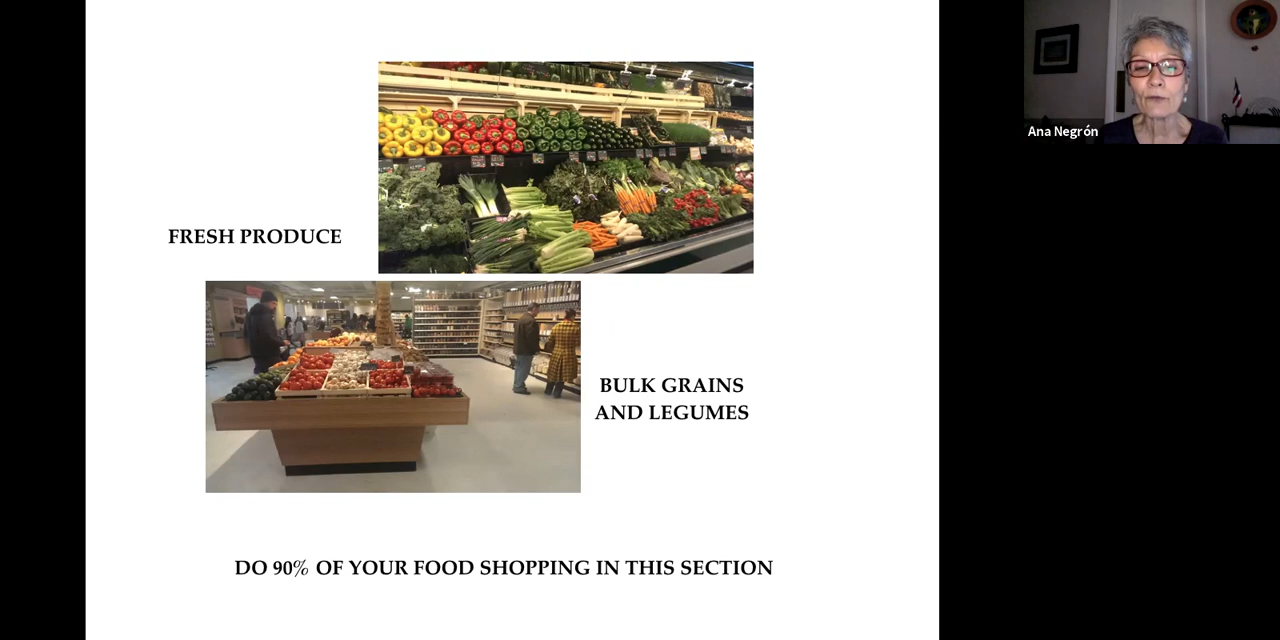 Ana Negrón
FRESH PRODUCE
BULK GRAINS
AND LEGUMES
DO 90% OF YOUR FOOD SHOPPING IN THIS SECTION